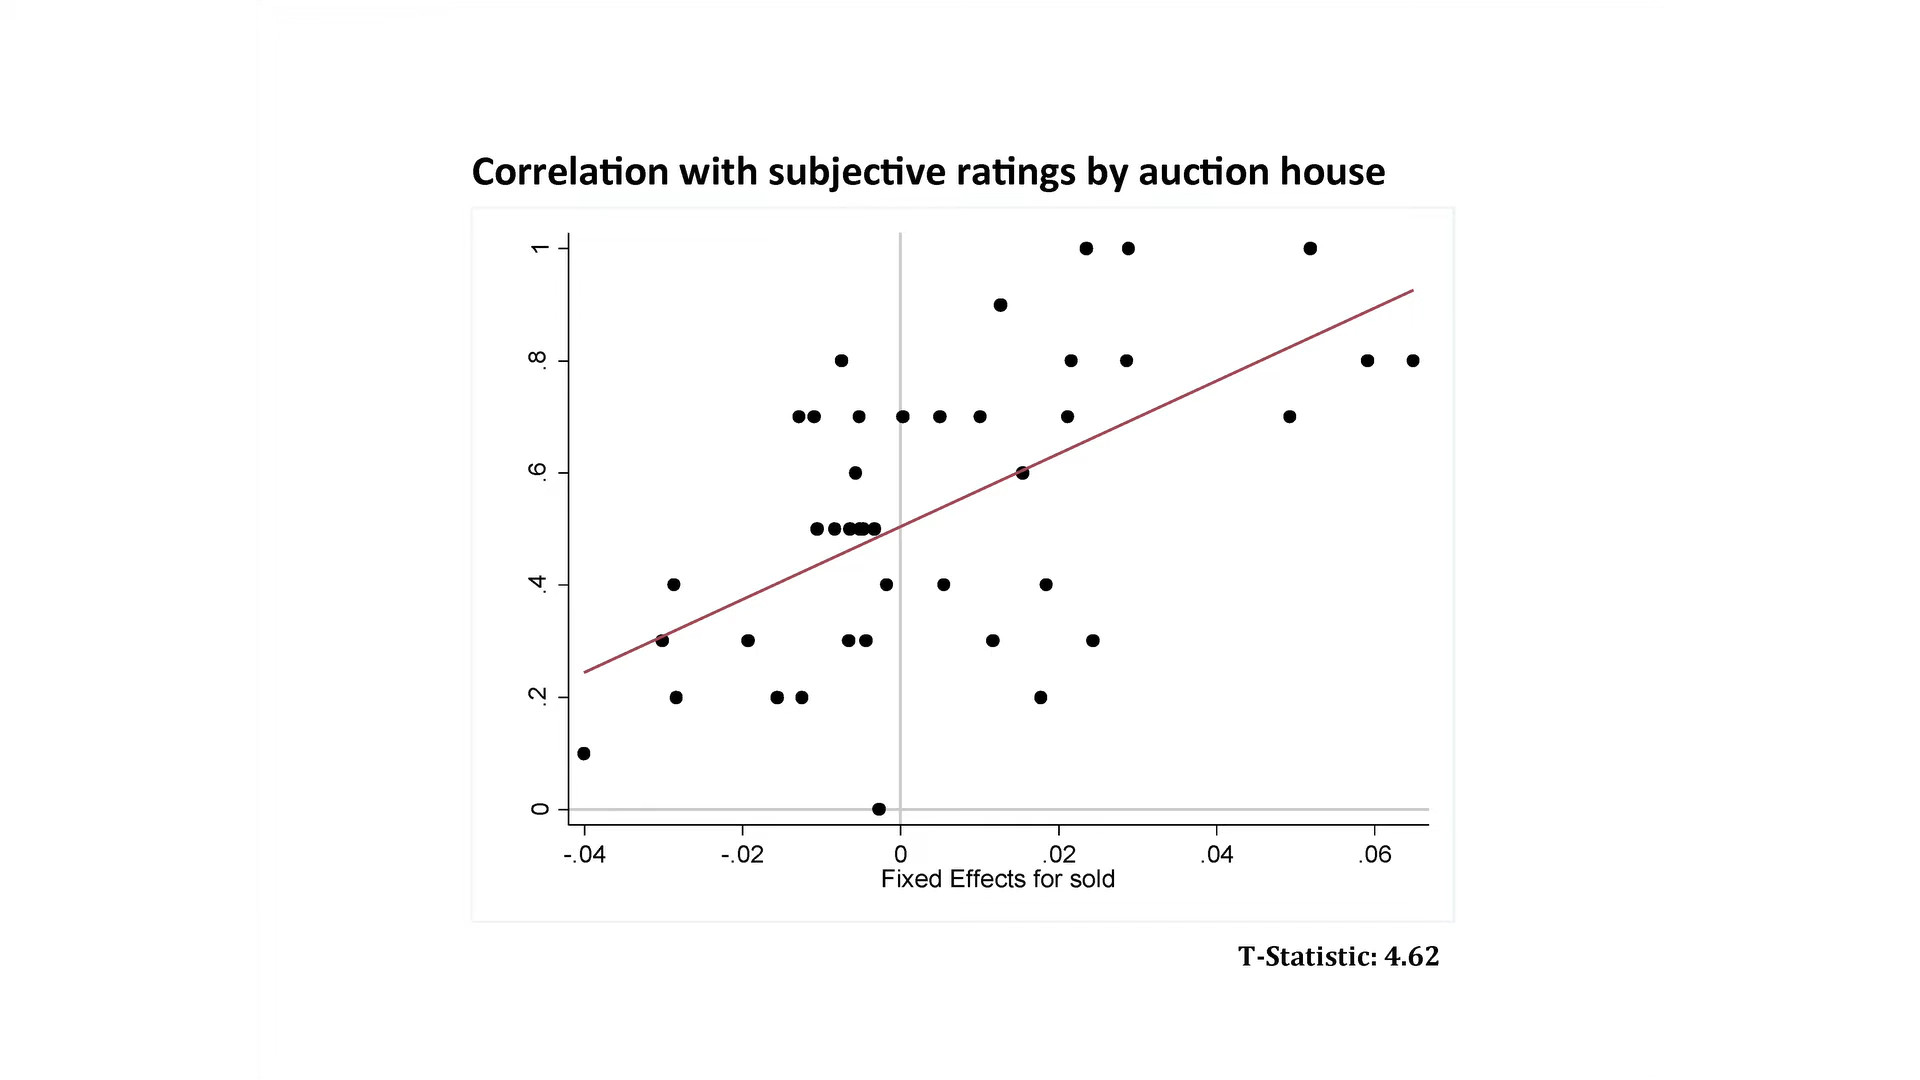 Correlation with subjective ratings by auction house
1
.8
.6
.4
.2
0
-.04 -.02 0 .02 .04 .06
Fixed Effects for sold
T-Statistic: 4.62